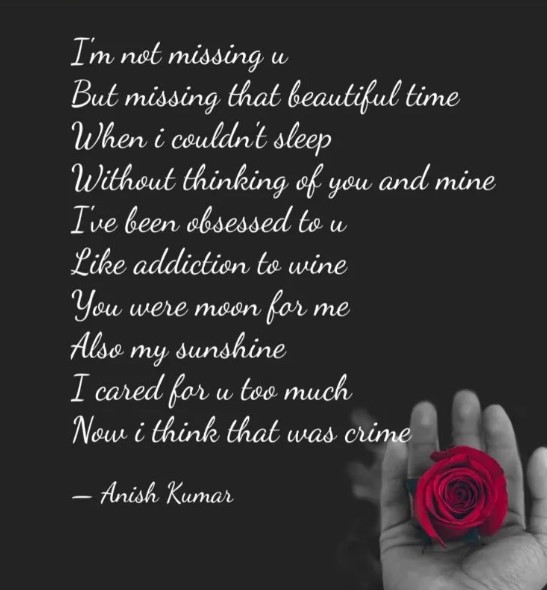 I'm not missing u
But missing that beautiful time
When i couldn't sleep
Without thinking of you and mine
I've been obsessed to u
Like addiction to wine
You were moon for me
Also my sunshine
I cared for u too much
Now i think that was crime
– Anish Kumar